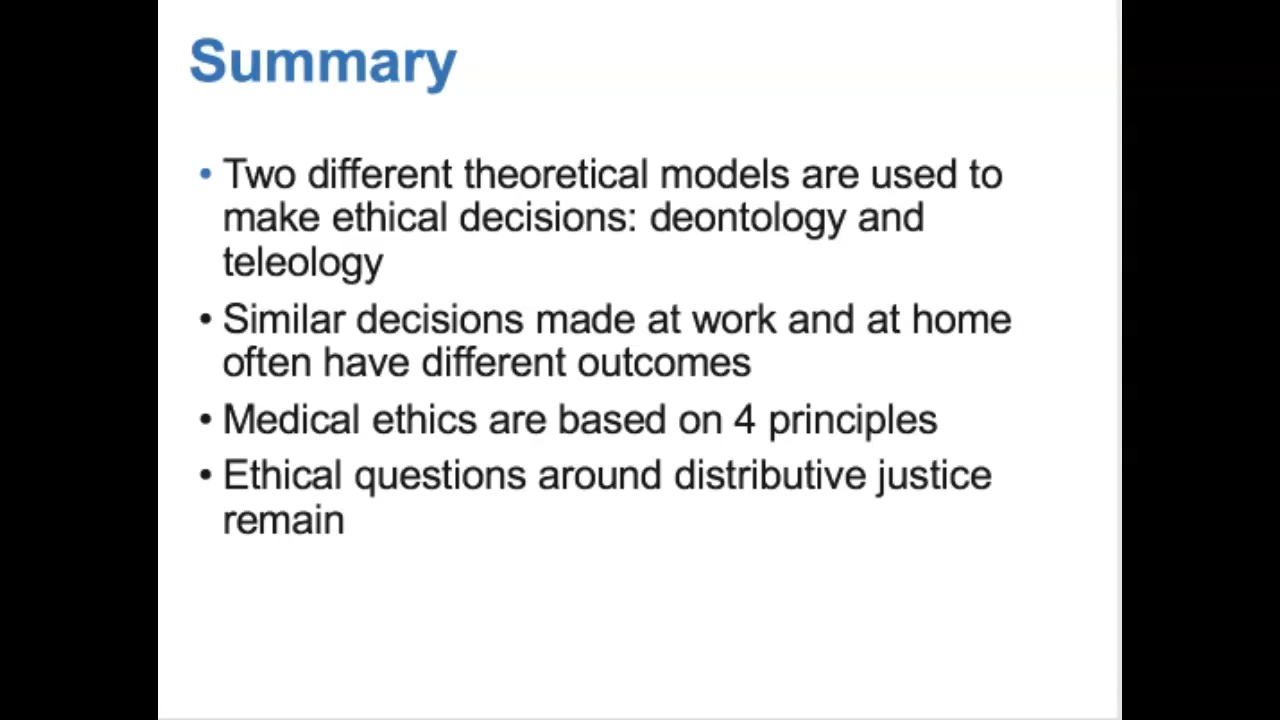 Summary
• Two different theoretical models are used to
make ethical decisions: deontology and
teleology
• Similar decisions made at work and at home
often have different outcomes
• Medical ethics are based on 4 principles
• Ethical questions around distributive justice
remain